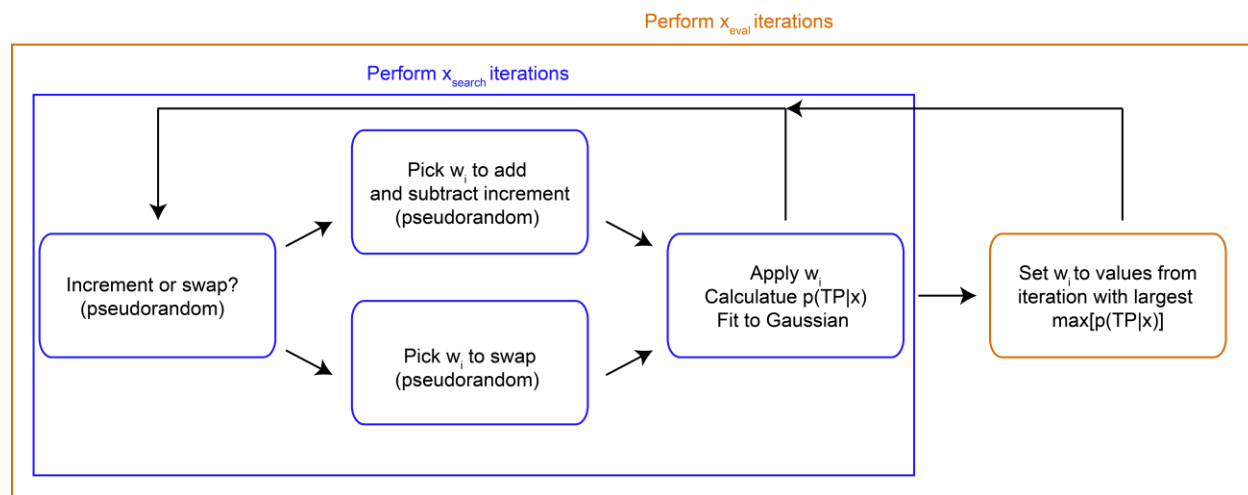 Perform x_eval iterations
Perform x_search iterations
Pick w_i to add
and subtract increment
(pseudorandom)
Increment or swap?
(pseudorandom)
Pick w_i to swap
(pseudorandom)
Apply w_i
Calculatue p(TP|x)
Fit to Gaussian
Set w_i to values from
iteration with largest
max[p(TP|x)]